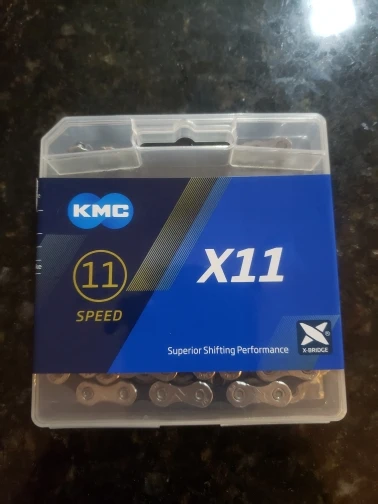 KMC
11
SPEED
X11
Superior Shifting Performance
X-BRIDGE
®